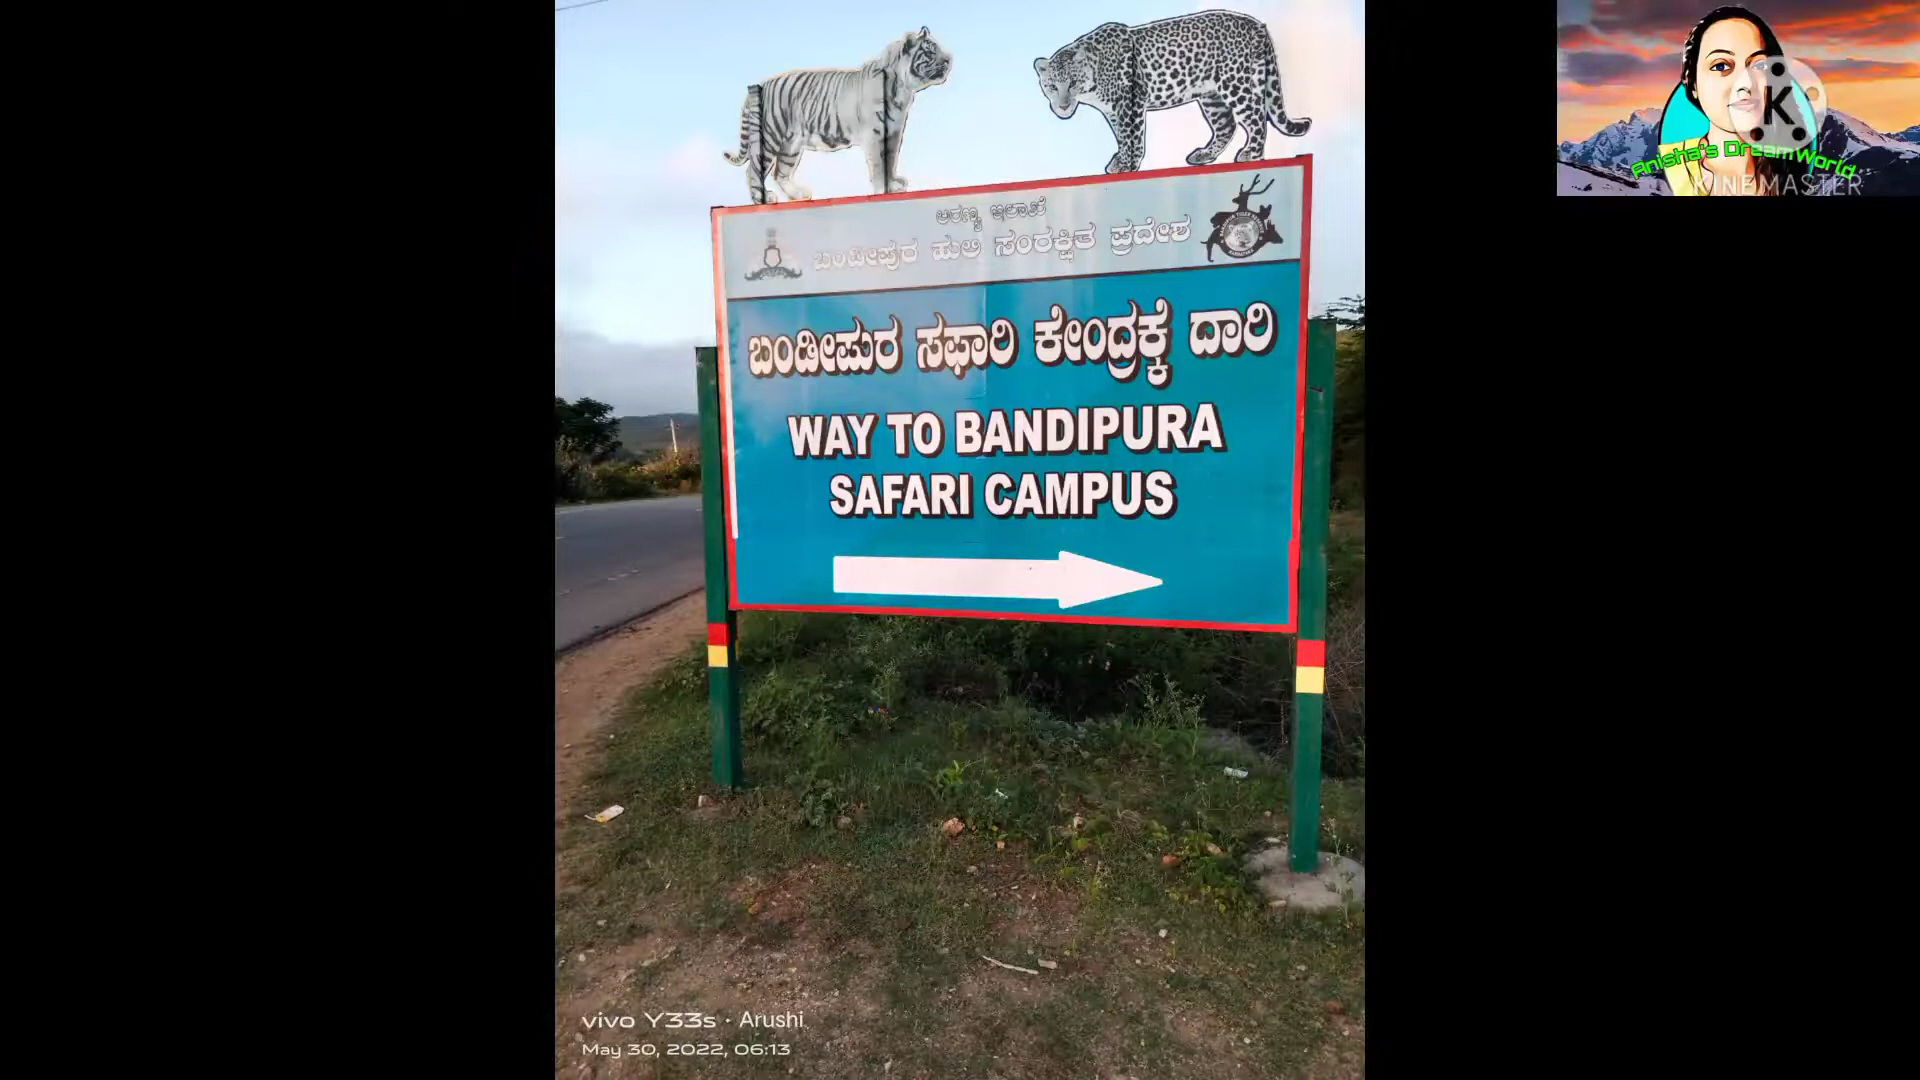 ಅರಣ್ಯ ಇಲಾಖೆ
ಬಂಡೀಪುರ ಹುಲಿ ಸಂರಕ್ಷಿತ ಪ್ರದೇಶ
ಬಂಡೀಪುರ ಸಫಾರಿ ಕೇಂದ್ರಕ್ಕೆ ದಾರಿ
WAY TO BANDIPURA
SAFARI CAMPUS
vivo Y33s · Arushi
May 30, 2022, 06:13
K
Anisha's DreamWorld
KINEMASTER